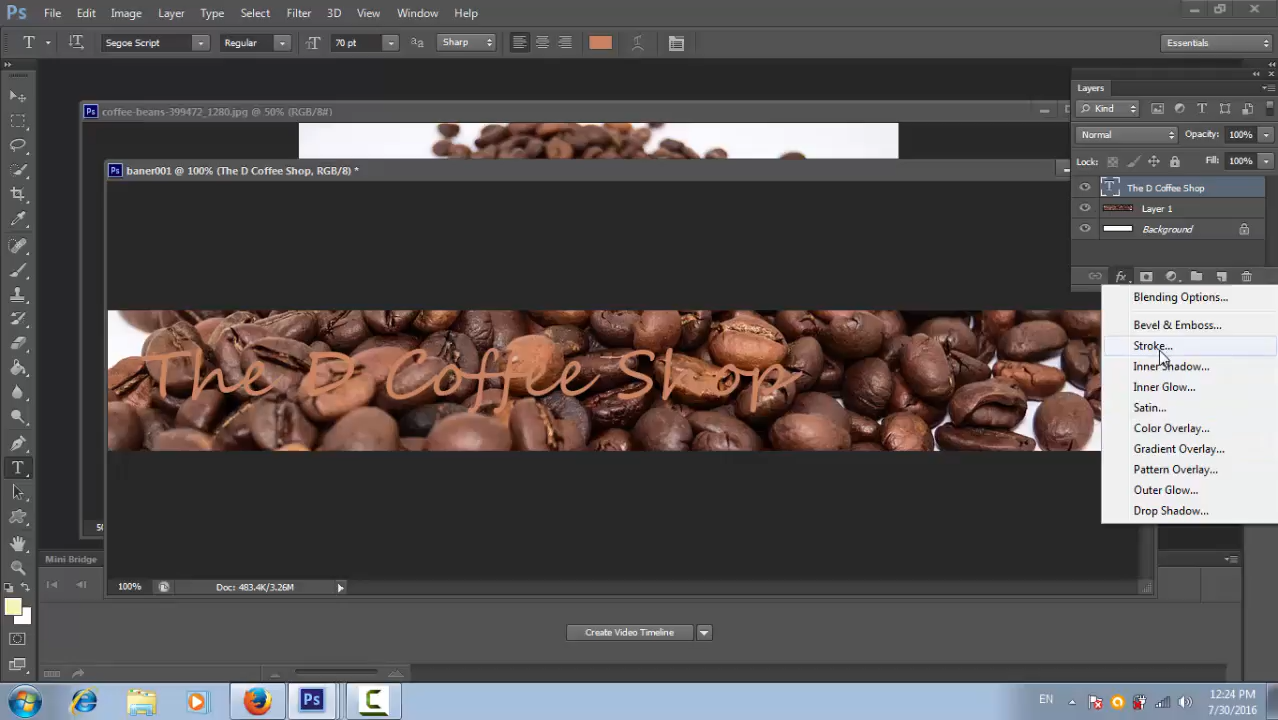 Ps File Edit Image Layer Type Select Filter 3D View Window Help
T Segoe Script Regular 70 pt aa Sharp Essentials
Layers
coffee-beans-399472_1280.jpg @ 50% (RGB/8#)
Kind
Normal Opacity: 100%
Lock: Fill: 100%
baner001 @ 100% (The D Coffee Shop, RGB/8) *
The D Coffee Shop
Layer 1
Background
fx
Blending Options...
Bevel & Emboss...
Stroke...
Inner Shadow...
Inner Glow...
Satin...
Color Overlay...
Gradient Overlay...
Pattern Overlay...
Outer Glow...
Drop Shadow...
The D Coffee Shop
Mini Bridge
100% Doc: 483.4K/3.26M
Create Video Timeline
EN 12:24 PM
7/30/2016